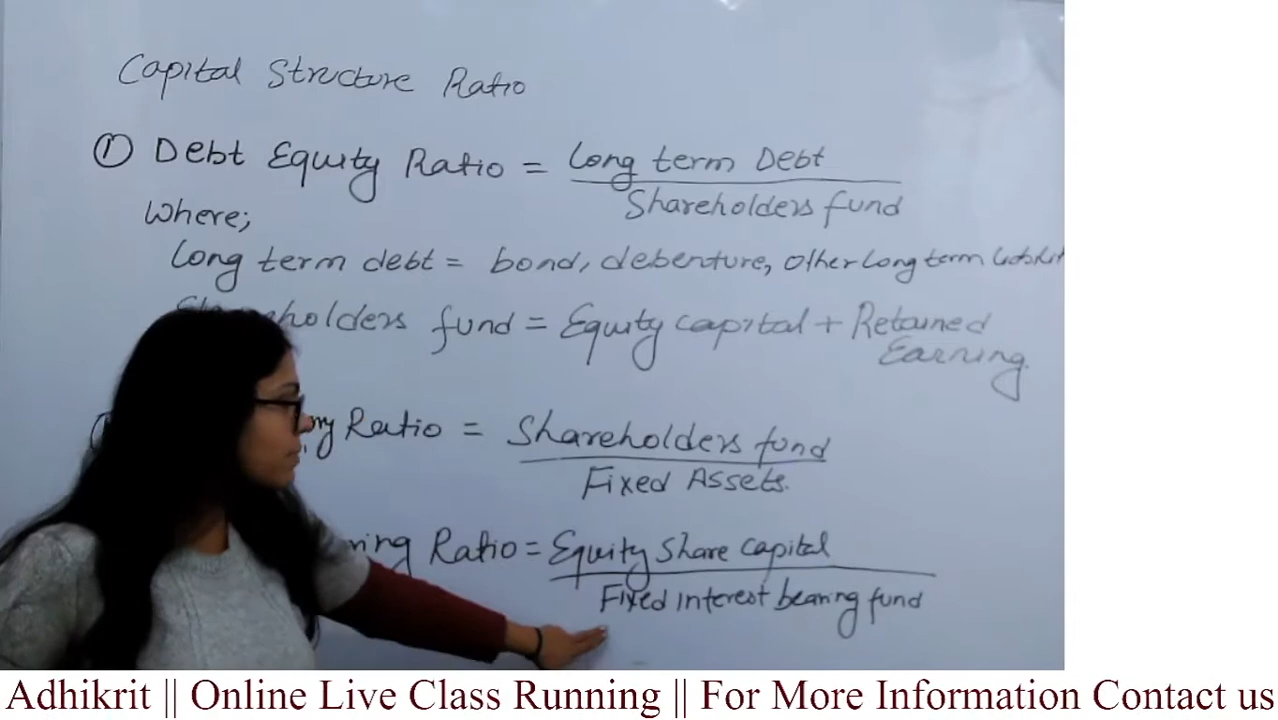 Capital Structure Ratio
① Debt Equity Ratio = Long term Debt
Shareholders fund
Where;
Long term debt = bond, debenture, other long term
Shareholders fund = Equity capital + Retained
Earning.
Ratio = Shareholders fund
Fixed Assets.
Ratio = Equity Share capital
Fixed interest bearing fund
Adhikrit || Online Live Class Running || For More Information Contact us